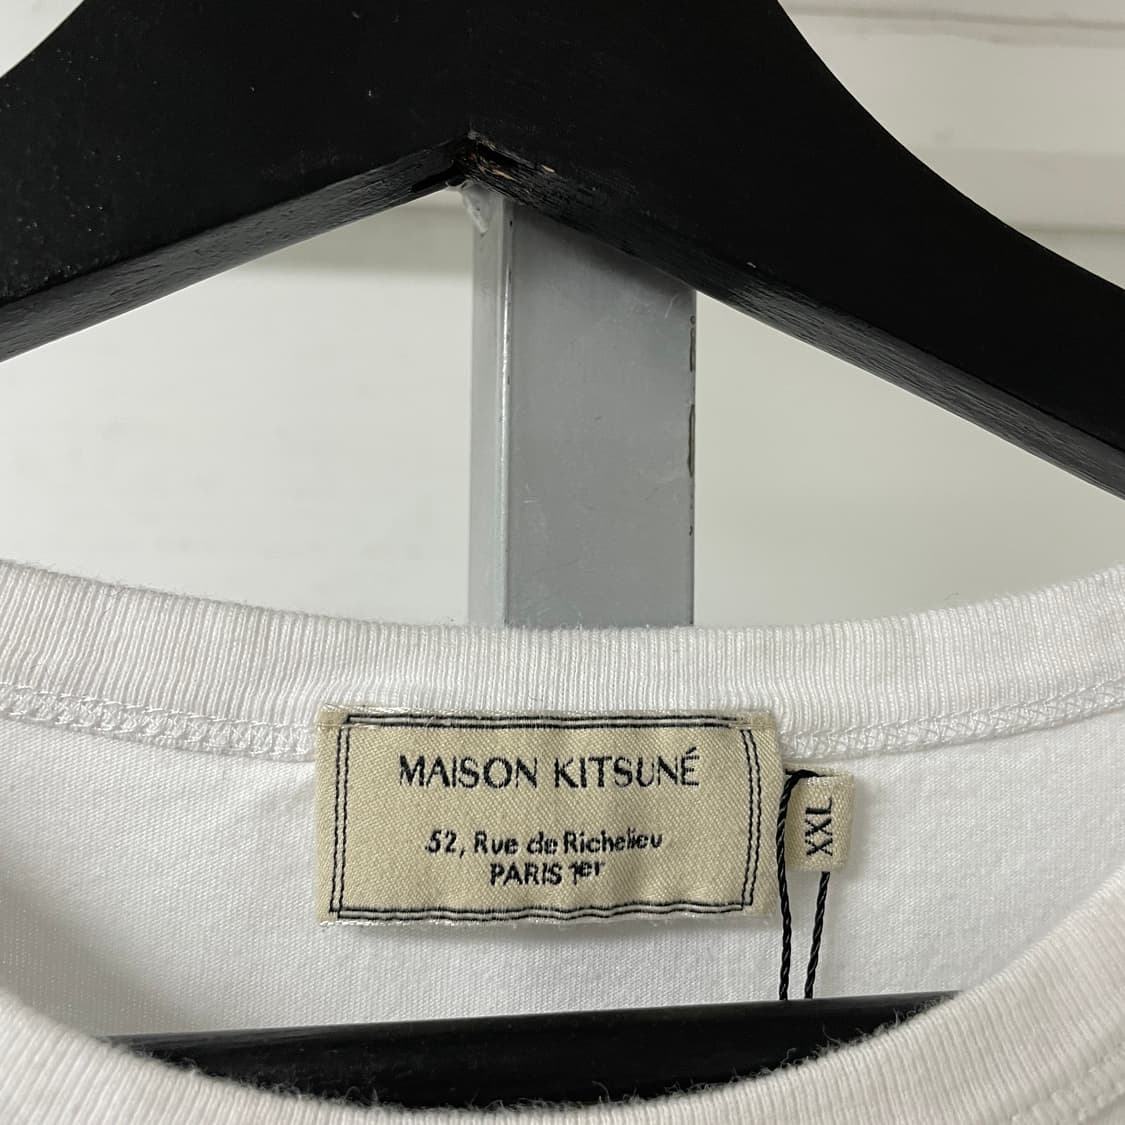 MAISON KITSUNÉ
52, Rue de Richelieu
PARIS 1er
XXL